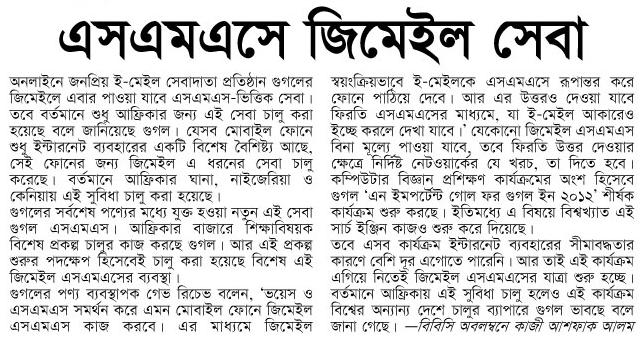 এসএমএসে জিমেইল সেবা
অনলাইনে জনপ্রিয় ই-মেইল সেবাদাতা প্রতিষ্ঠান গুগলের
জিমেইলে এবার পাওয়া যাবে এসএমএস-ভিত্তিক সেবা।
তবে বর্তমানে শুধু আফ্রিকার জন্য এই সেবা চালু করা
হয়েছে বলে জানিয়েছে গুগল। যেসব মোবাইল ফোনে
শুধু ইন্টারনেট ব্যবহারের একটি বিশেষ বৈশিষ্ট্য আছে,
সেই ফোনের জন্য জিমেইল এ ধরনের সেবা চালু
করেছে। বর্তমানে আফ্রিকার ঘানা, নাইজেরিয়া ও
কেনিয়ায় এই সুবিধা চালু করা হয়েছে।
গুগলের সর্বশেষ পণ্যের মধ্যে যুক্ত হওয়া নতুন এই সেবা
গুগল এসএমএস। আফ্রিকার বাজারে শিক্ষাবিষয়ক
বিশেষ প্রকল্প চালুর কাজ করছে গুগল। আর এই প্রকল্প
শুরুর পদক্ষেপ হিসেবেই চালু করা হয়েছে বিশেষ এই
জিমেইল এসএমএসের ব্যবস্থা।
গুগলের পণ্য ব্যবস্থাপক গেভ রিচেভ বলেন, ‘ভয়েস ও
এসএমএস সমর্থন করে এমন মোবাইল ফোনে জিমেইল
এসএমএস কাজ করবে। এর মাধ্যমে জিমেইল
স্বয়ংক্রিয়ভাবে ই-মেইলকে এসএমএসে রূপান্তর করে
ফোনে পাঠিয়ে দেবে। আর এর উত্তরও দেওয়া যাবে
ফিরতি এসএমএসের মাধ্যমে, যা ই-মেইল আকারেও
ইচ্ছে করলে দেখা যাবে।’ যেকোনো জিমেইল এসএমএস
বিনা মূল্যে পাওয়া যাবে, তবে ফিরতি উত্তর দেওয়ার
ক্ষেত্রে নির্দিষ্ট নেটওয়ার্কের যে খরচ, তা দিতে হবে।
কম্পিউটার বিজ্ঞান প্রশিক্ষণ কার্যক্রমের অংশ হিসেবে
গুগল ‘এন ইমপর্টেন্ট গোল ফর গুগল ইন ২০১২’ শীর্ষক
কার্যক্রম শুরু করছে। ইতিমধ্যে এ বিষয়ে বিশ্বখ্যাত এই
সার্চ ইঞ্জিন কাজও শুরু করে দিয়েছে।
তবে এসব কার্যক্রম ইন্টারনেট ব্যবহারের সীমাবদ্ধতার
কারণে বেশি দূর এগোতে পারেনি। আর তাই এই কার্যক্রম
এগিয়ে নিতেই জিমেইল এসএমএসের যাত্রা শুরু হচ্ছে।
বর্তমানে আফ্রিকায় এই সুবিধা চালু হলেও এই কার্যক্রম
বিশ্বের অন্যান্য দেশে চালুর ব্যাপারে গুগল ভাবছে বলে
জানা গেছে। —বিবিসি অবলম্বনে কাজী আশফাক আলম